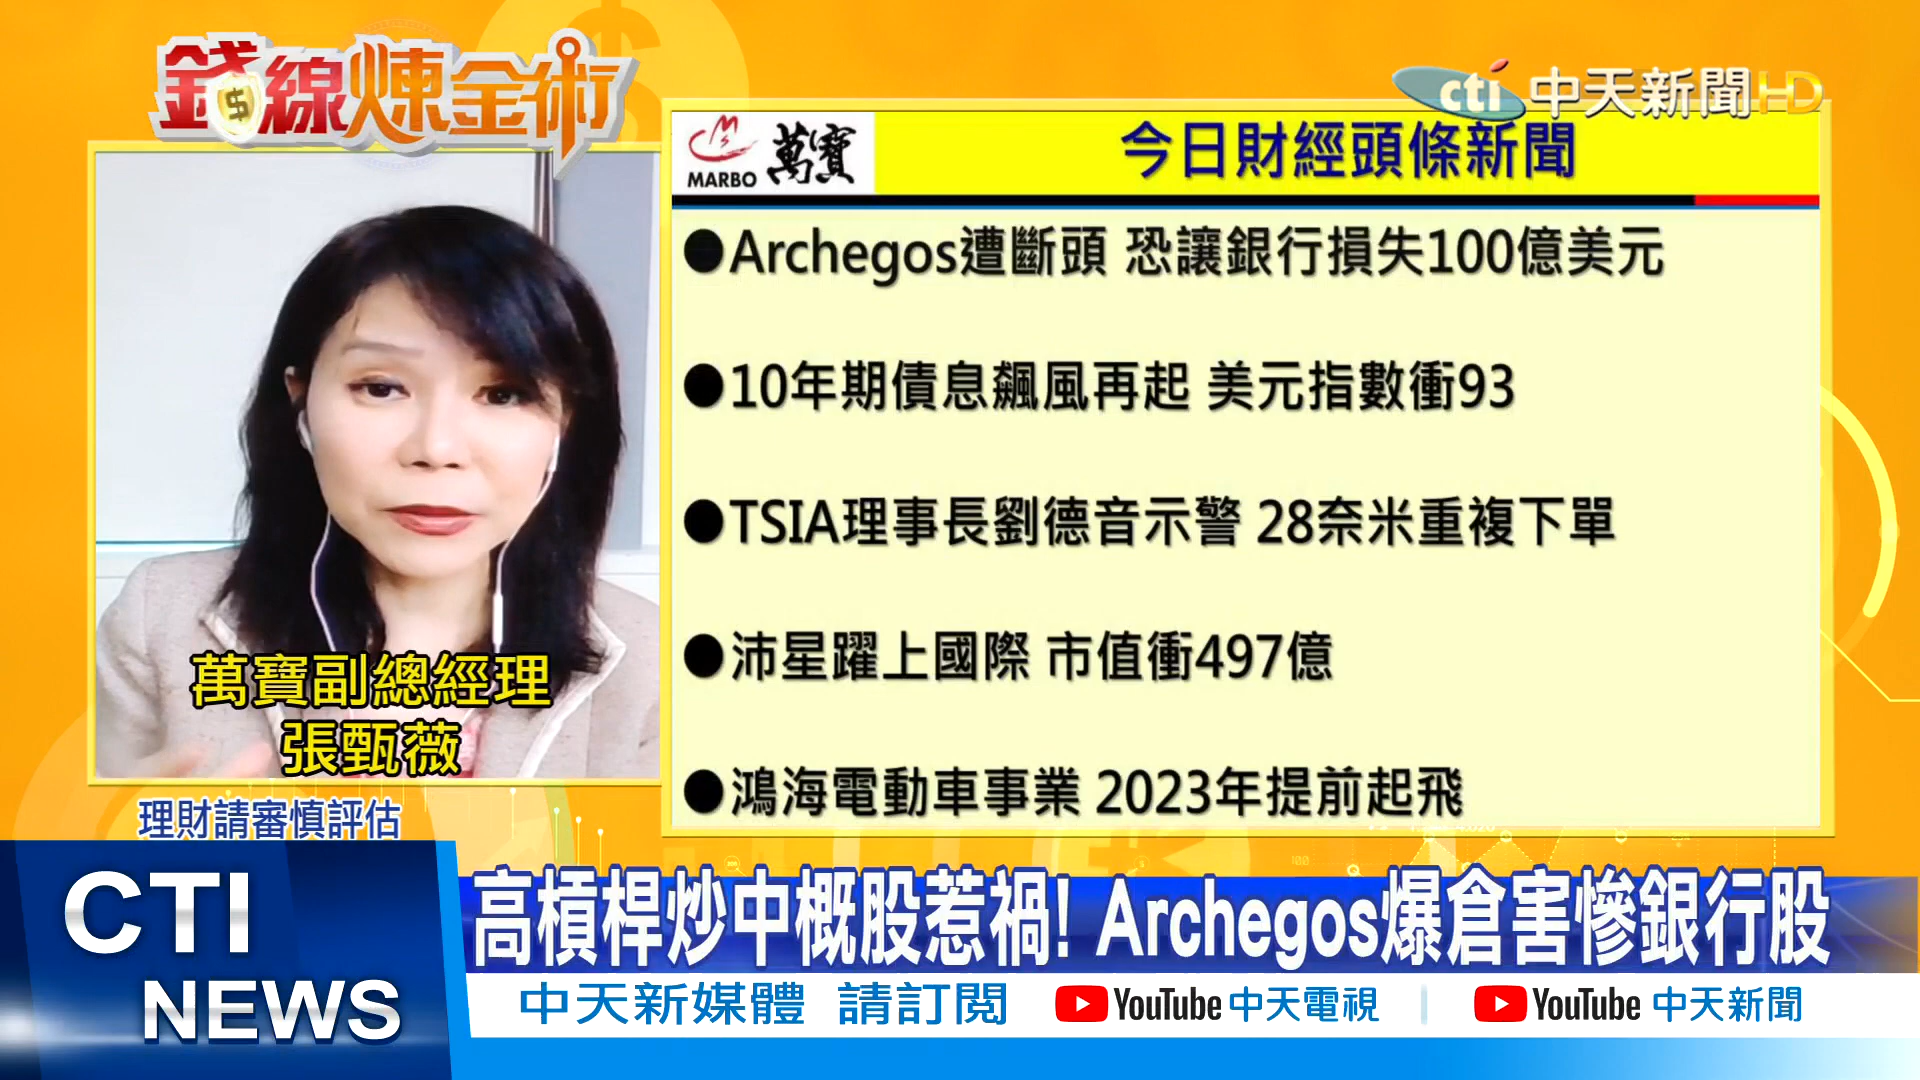 錢線煉金術
cti 中天新聞HD
MARBO 萬寶
今日財經頭條新聞
●Archegos遭斷頭 恐讓銀行損失100億美元
●10年期債息飆風再起 美元指數衝93
●TSIA理事長劉德音示警 28奈米重複下單
●沛星躍上國際 市值衝497億
●鴻海電動車事業 2023年提前起飛
萬寶副總經理
張甄薇
理財請審慎評估
CTI
NEWS
高槓桿炒中概股惹禍! Archegos爆倉害慘銀行股
中天新媒體 請訂閱 YouTube 中天電視 YouTube 中天新聞